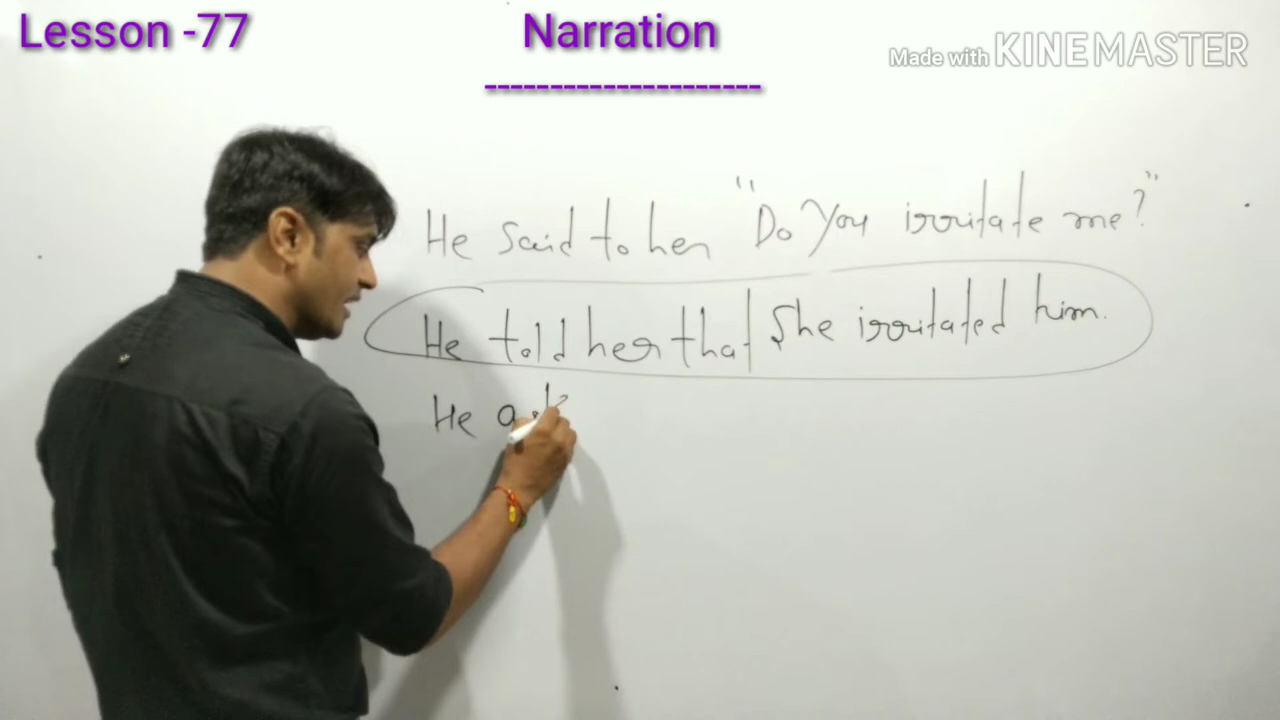 Lesson -77
Narration
Made with KINEMASTER
---------------------
He said to her "Do you irritate me?"
He told her that She irritated him.
He